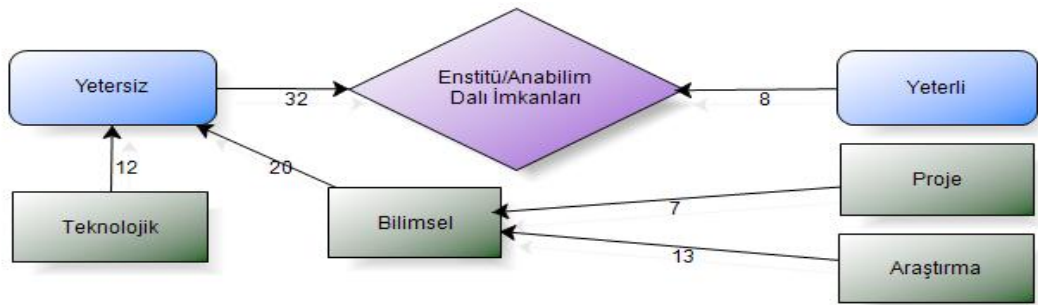 Yetersiz
32
Enstitü/Anabilim
Dalı İmkanları
8
Yeterli
12
20
Teknolojik
Bilimsel
7
Proje
13
Araştırma